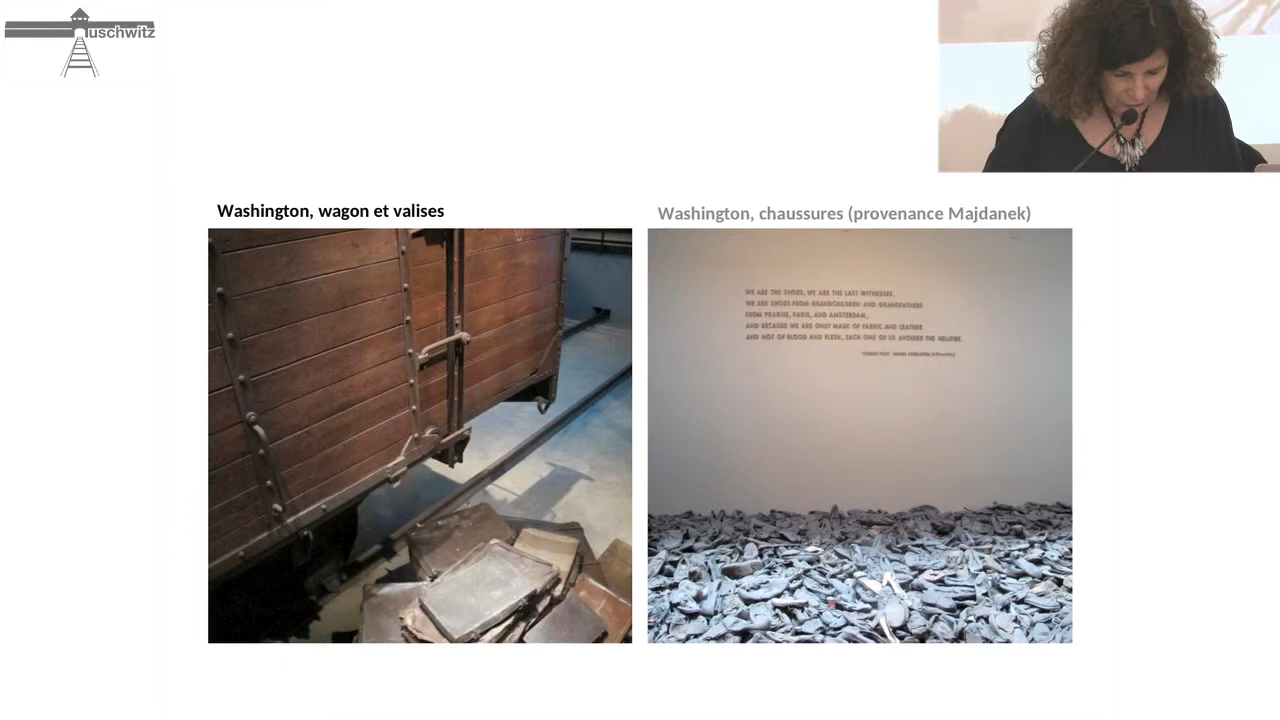 uschwitz
Washington, wagon et valises
Washington, chaussures (provenance Majdanek)
WE ARE THE SHOES, WE ARE THE LAST WITNESSES.
WE ARE SHOES FROM GRANDCHILDREN AND GRANDFATHERS
FROM PRAGUE, PARIS, AND AMSTERDAM,
AND BECAUSE WE ARE ONLY MADE OF FABRIC AND LEATHER
AND NOT OF BLOOD AND FLESH, EACH ONE OF US AVOIDED THE HELLFIRE.